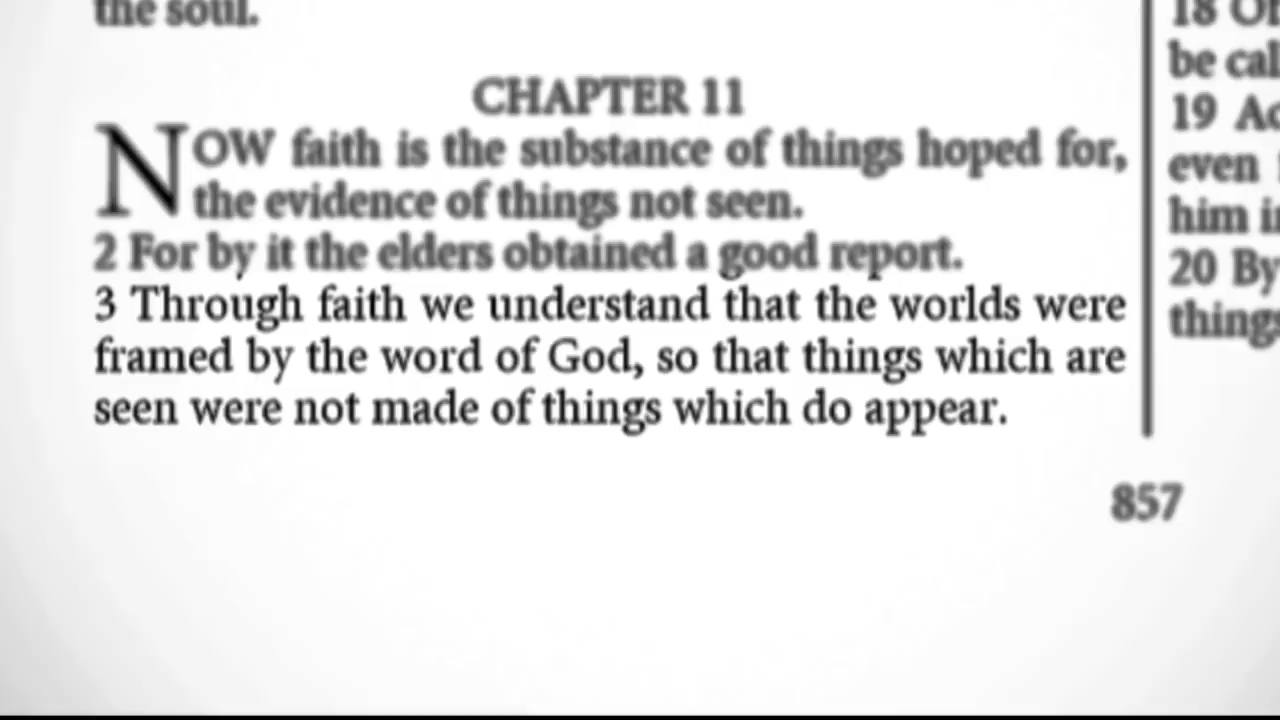 the soul.
CHAPTER 11
NOW faith is the substance of things hoped for,
the evidence of things not seen.
2 For by it the elders obtained a good report.
3 Through faith we understand that the worlds were
framed by the word of God, so that things which are
seen were not made of things which do appear.
857
18
be
19
even
him
20 By
things